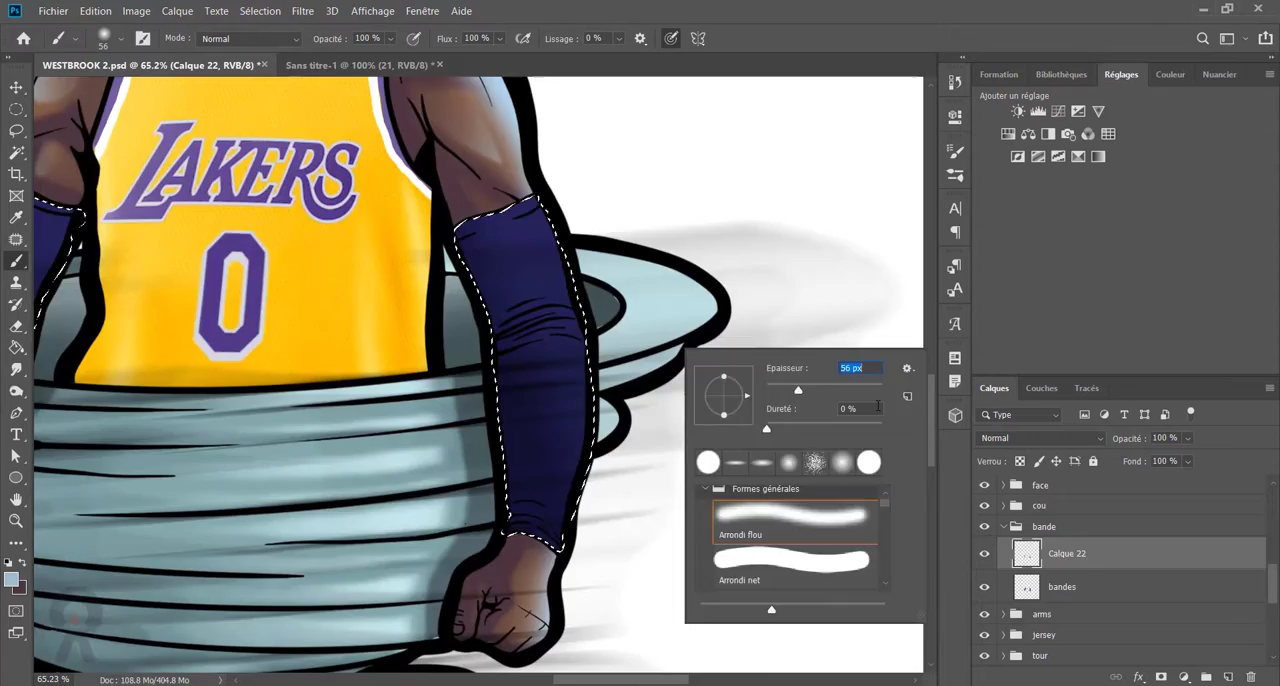 Ps Fichier Edition Image Calque Texte Sélection Filtre 3D Affichage Fenêtre Aide
56 Mode : Normal Opacité : 100 % Flux : 100 % Lissage : 0 %
WESTBROOK 2.psd @ 65.2% (Calque 22, RVB/8) * Sans titre-1 @ 100% (21, RVB/8) *
Formation Bibliothèques Réglages Couleur Nuancier
Ajouter un réglage
LAKERS
0
Epaisseur : 56 px
Dureté : 0 %
Formes générales
Arrondi flou
Arrondi net
Calques Couches Tracés
Type
Normal Opacité : 100 %
Verrou : Fond : 100 %
face
cou
bande
Calque 22
bandes
arms
jersey
tour
65.23 % Doc : 108.8 Mo/404.8 Mo